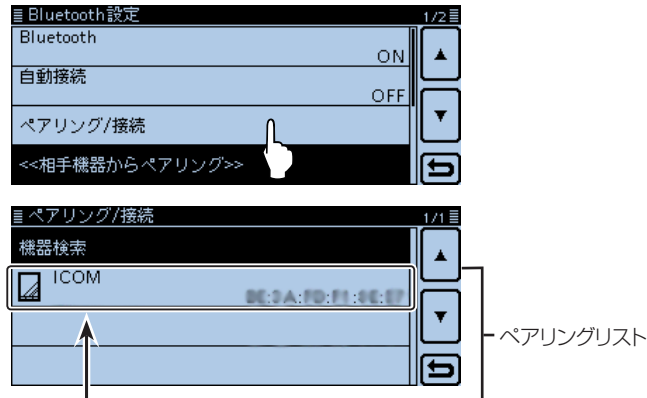 Bluetooth設定 1/2
Bluetooth
ON
自動接続
OFF
ペアリング/接続
<<相手機器からペアリング>>
ペアリング/接続 1/1
機器検索
ICOM
ペアリングリスト